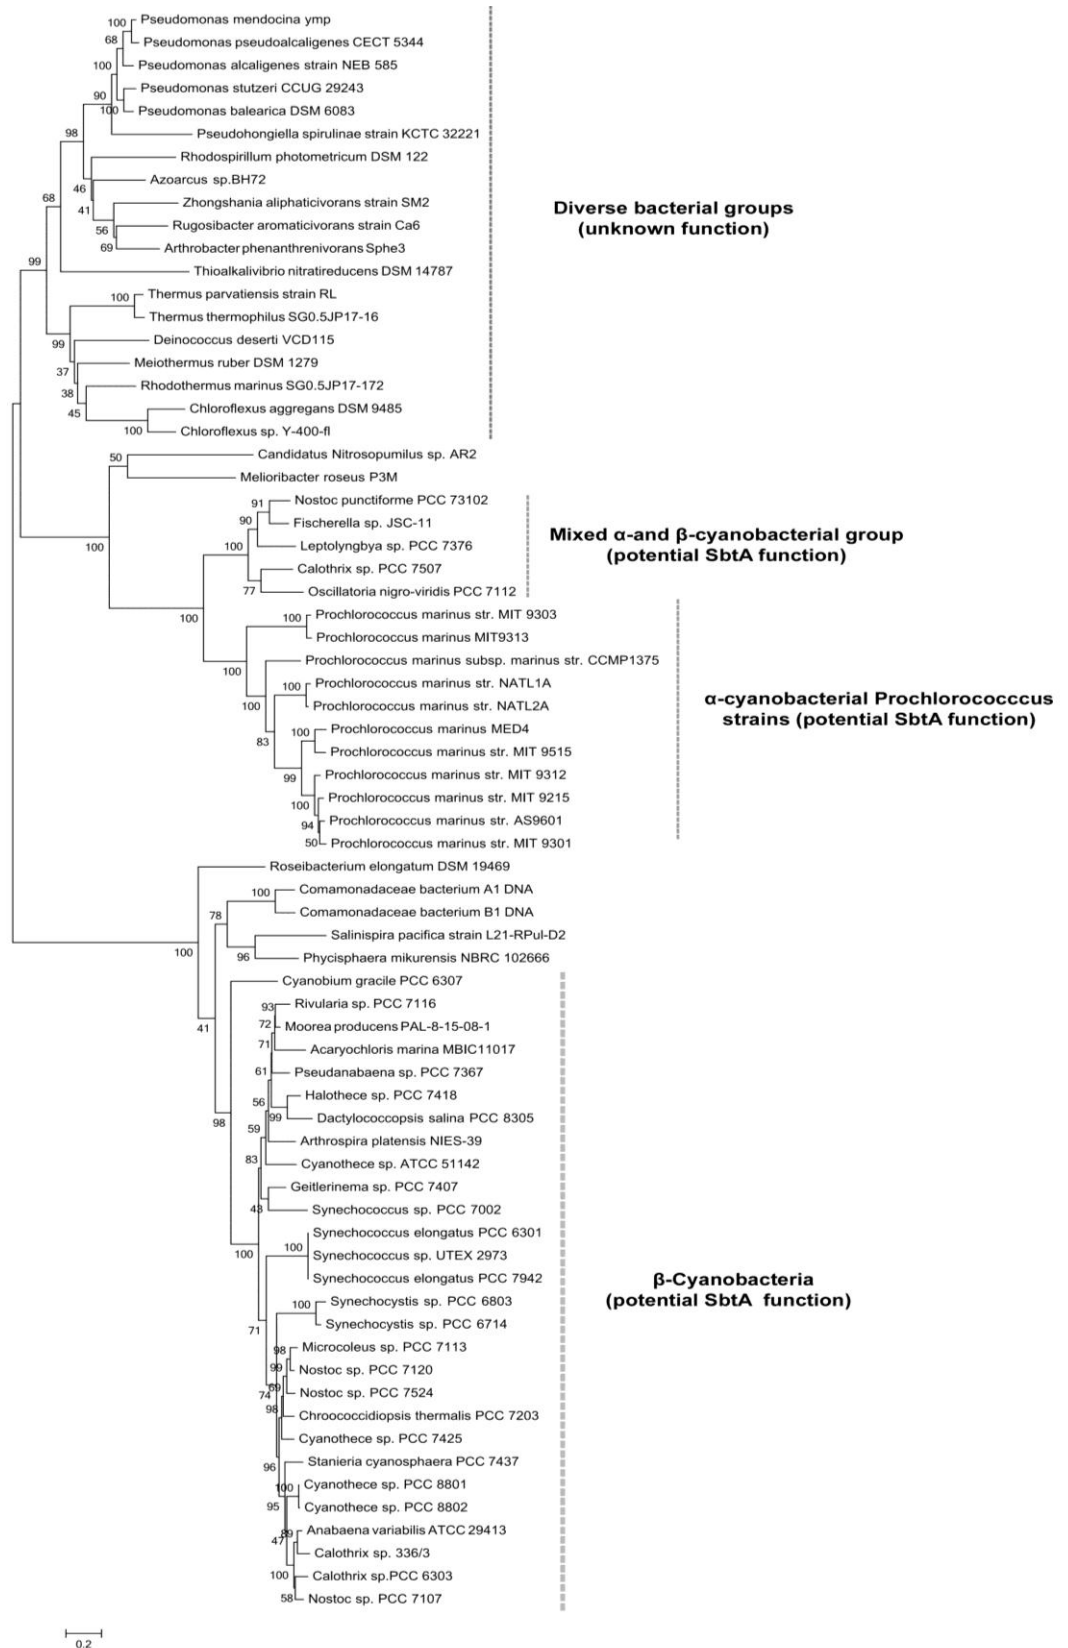 Pseudomonas mendocina ymp
Pseudomonas pseudoalcaligenes CECT 5344
Pseudomonas alcaligenes strain NEB 585
Pseudomonas stutzeri CCUG 29243
Pseudomonas balearica DSM 6083
Pseudohongiella spirulinae strain KCTC 32221
Rhodospirillum photometricum DSM 122
Azoarcus sp.BH72
Zhongshania aliphaticivorans strain SM2
Rugosibacter aromaticivorans strain Ca6
Arthrobacter phenanthrenivorans Sphe3
Thioalkalivibrio nitratireducens DSM 14787
Thermus parvatiensis strain RL
Thermus thermophilus SG0.5JP17-16
Deinococcus deserti VCD115
Meiothermus ruber DSM 1279
Rhodothermus marinus SG0.5JP17-172
Chloroflexus aggregans DSM 9485
Chloroflexus sp. Y-400-fl
Candidatus Nitrosopumilus sp. AR2
Melioribacter roseus P3M
Nostoc punctiforme PCC 73102
Fischerella sp. JSC-11
Leptolyngbya sp. PCC 7376
Calothrix sp. PCC 7507
Oscillatoria nigro-viridis PCC 7112
Prochlorococcus marinus str. MIT 9303
Prochlorococcus marinus MIT9313
Prochlorococcus marinus subsp. marinus str. CCMP1375
Prochlorococcus marinus str. NATL1A
Prochlorococcus marinus str. NATL2A
Prochlorococcus marinus MED4
Prochlorococcus marinus str. MIT 9515
Prochlorococcus marinus str. MIT 9312
Prochlorococcus marinus str. MIT 9215
Prochlorococcus marinus str. AS9601
Prochlorococcus marinus str. MIT 9301
Roseibacterium elongatum DSM 19469
Comamonadaceae bacterium A1 DNA
Comamonadaceae bacterium B1 DNA
Salinispira pacifica strain L21-RPul-D2
Phycisphaera mikurensis NBRC 102666
Cyanobium gracile PCC 6307
Rivularia sp. PCC 7116
Moorea producens PAL-8-15-08-1
Acaryochloris marina MBIC11017
Pseudanabaena sp. PCC 7367
Halothece sp. PCC 7418
Dactylococcopsis salina PCC 8305
Arthrospira platensis NIES-39
Cyanothece sp. ATCC 51142
Geitlerinema sp. PCC 7407
Synechococcus sp. PCC 7002
Synechococcus elongatus PCC 6301
Synechococcus sp. UTEX 2973
Synechococcus elongatus PCC 7942
Synechocystis sp. PCC 6803
Synechocystis sp. PCC 6714
Microcoleus sp. PCC 7113
Nostoc sp. PCC 7120
Nostoc sp. PCC 7524
Chroococcidiopsis thermalis PCC 7203
Cyanothece sp. PCC 7425
Stanieria cyanosphaera PCC 7437
Cyanothece sp. PCC 8801
Cyanothece sp. PCC 8802
Anabaena variabilis ATCC 29413
Calothrix sp. 336/3
Calothrix sp.PCC 6303
Nostoc sp. PCC 7107
100
68
100
90
100
98
46
41
68
56
69
99
100
99
37
38
45
100
50
100
91
90
100
77
100
100
100
100
100
83
100
99
100
94
50
100
78
96
100
41
93
72
71
61
56
99
59
83
43
98
100
100
71
100
98
99
69
74
98
96
100
95
89
47
100
58
0.2
Diverse bacterial groups
(unknown function)
Mixed α-and β-cyanobacterial group
(potential SbtA function)
α-cyanobacterial Prochlorococccus
strains (potential SbtA function)
β-Cyanobacteria
(potential SbtA function)